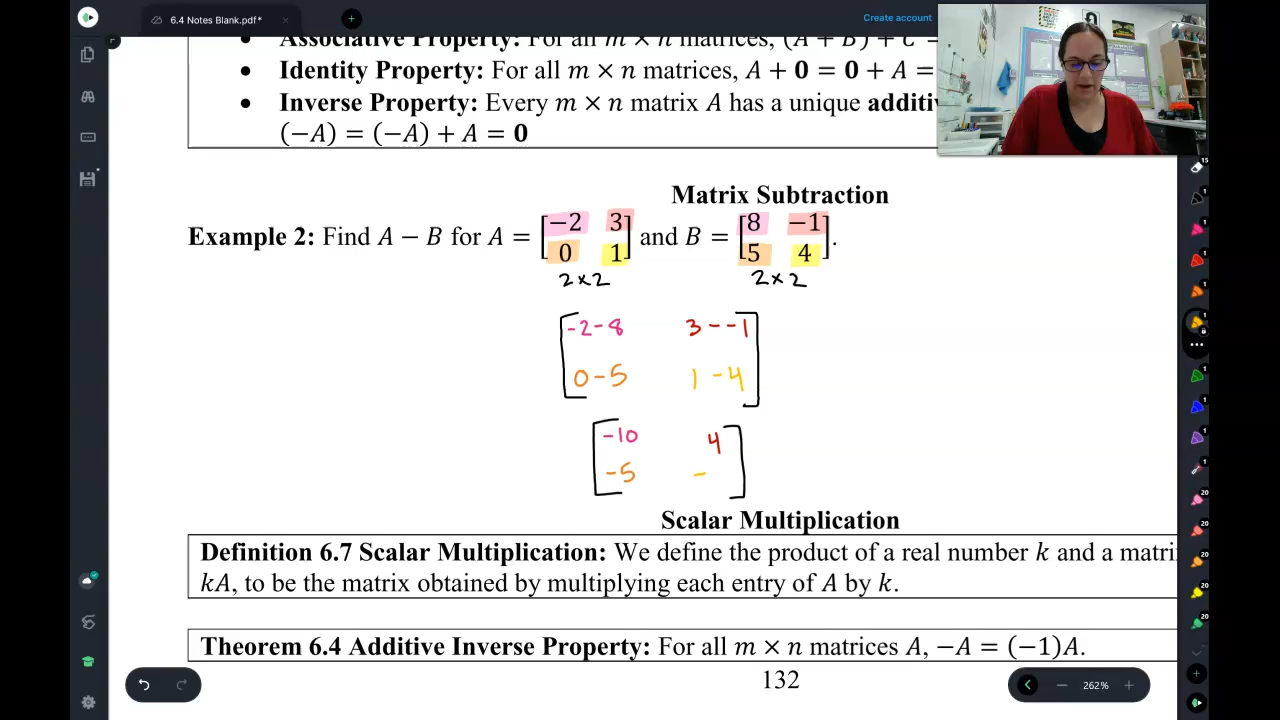 6.4 Notes Blank.pdf*
Create account
• Associative Property: For all m × n matrices, (A + B) + C =
• Identity Property: For all m × n matrices, A + 0 = 0 + A =
• Inverse Property: Every m × n matrix A has a unique additi
(−A) = (−A) + A = 0
Matrix Subtraction
Example 2: Find A − B for A = [−2 3; 0 1] and B = [8 −1; 5 4].
2×2 2×2
-2-8 3--1
0-5 1-4
-10 4
-5 -
Scalar Multiplication
Definition 6.7 Scalar Multiplication: We define the product of a real number k and a matri
kA, to be the matrix obtained by multiplying each entry of A by k.
Theorem 6.4 Additive Inverse Property: For all m × n matrices A, −A = (−1)A.
132
262%